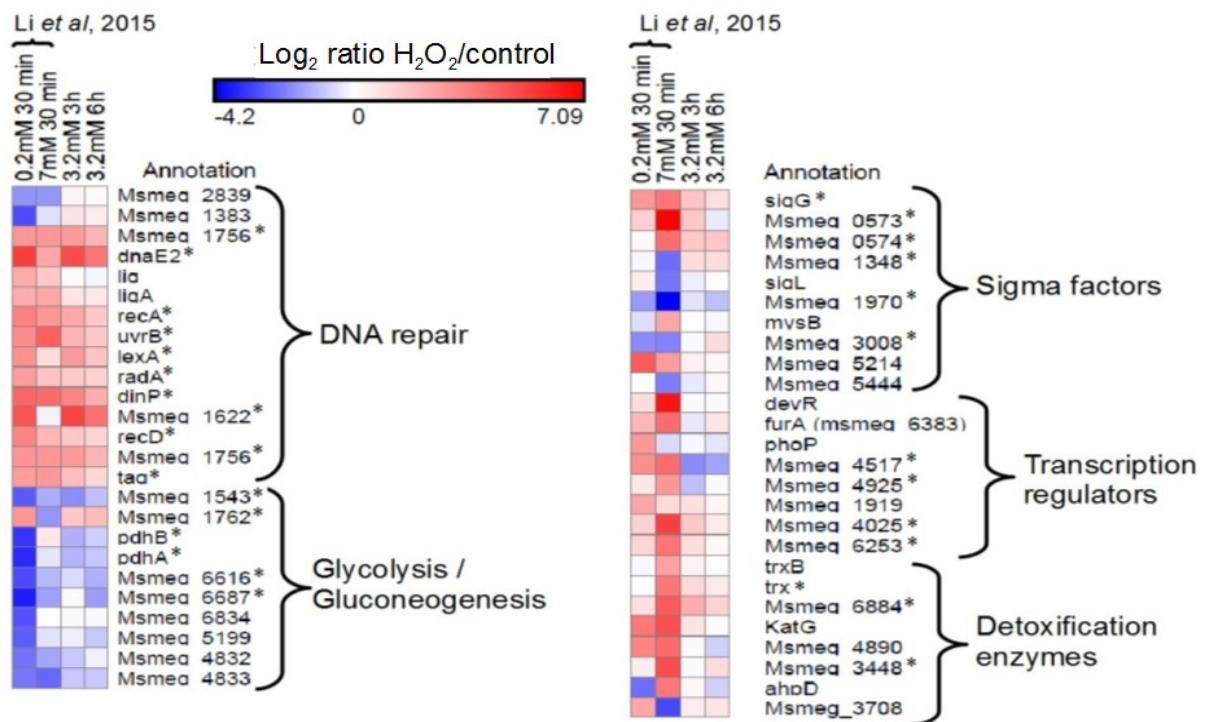 Li et al, 2015
Log2 ratio H2O2/control
-4.2 0 7.09
0.2mM 30 min
7mM 30 min
3.2mM 3h
3.2mM 6h
Annotation
Msmeg 2839
Msmeg 1383
Msmeg 1756*
dnaE2*
lig
ligA
recA*
uvrB*
lexA*
radA*
dinP*
Msmeg 1622*
recD*
Msmeg 1756*
tag*
DNA repair
Msmeg 1543*
Msmeg 1762*
pdhB*
pdhA*
Msmeg 6616*
Msmeg 6687*
Msmeg 6834
Msmeg 5199
Msmeg 4832
Msmeg 4833
Glycolysis /
Gluconeogenesis
Li et al, 2015
0.2mM 30 min
7mM 30 min
3.2mM 3h
3.2mM 6h
Annotation
sigG*
Msmeg 0573*
Msmeg 0574*
Msmeg 1348*
sigL
Msmeg 1970*
mysB
Msmeg 3008*
Msmeg 5214
Msmeg 5444
Sigma factors
devR
furA (msmeg 6383)
phoP
Msmeg 4517*
Msmeg 4925*
Msmeg 1919
Msmeg 4025*
Msmeg 6253*
Transcription
regulators
trxB
trx*
Msmeg 6884*
KatG
Msmeg 4890
Msmeg 3448*
ahpD
Msmeg_3708
Detoxification
enzymes